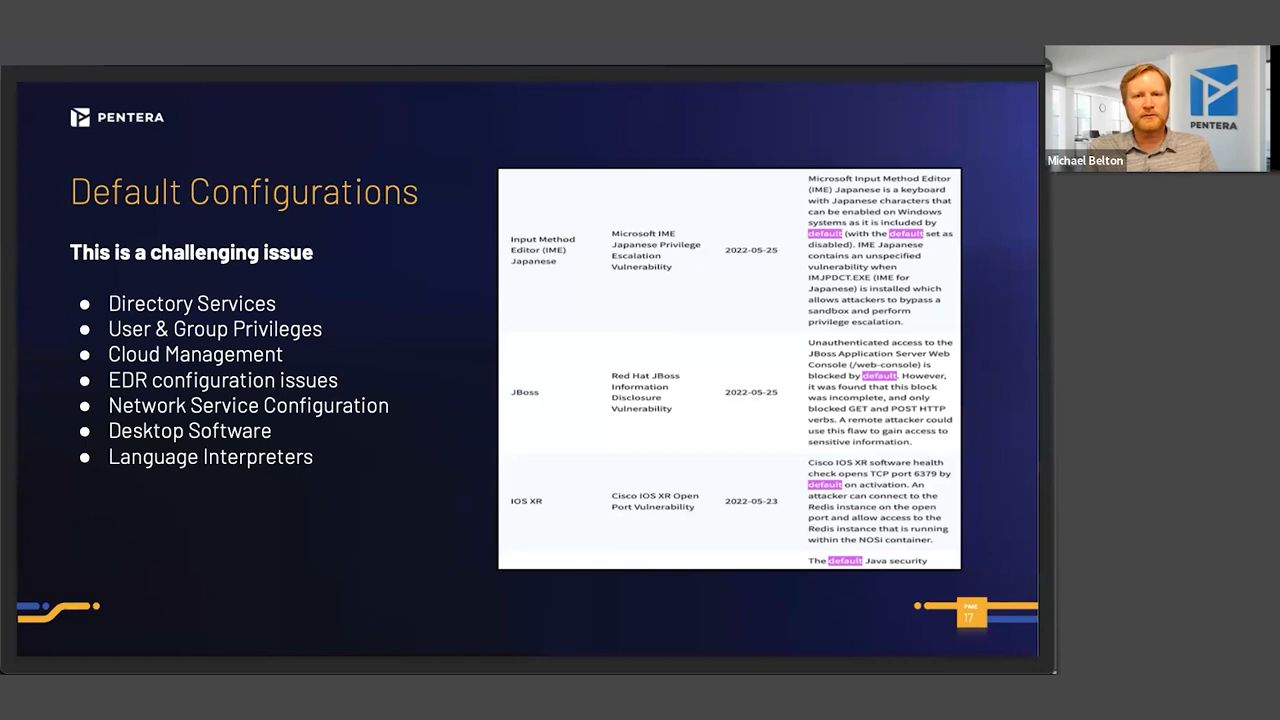 PENTERA
Default Configurations
This is a challenging issue
● Directory Services
● User & Group Privileges
● Cloud Management
● EDR configuration issues
● Network Service Configuration
● Desktop Software
● Language Interpreters
Input Method
Editor (IME)
Japanese
Microsoft IME
Japanese Privilege
Escalation
Vulnerability
2022-05-25
Microsoft Input Method Editor
(IME) Japanese is a keyboard
with Japanese characters that
can be enabled on Windows
systems as it is included by
default (with the default set as
disabled). IME Japanese
contains an unspecified
vulnerability when
IMJPDCT.EXE (IME for
Japanese) is installed which
allows attackers to bypass a
sandbox and perform
privilege escalation.
JBoss
Red Hat JBoss
Information
Disclosure
Vulnerability
2022-05-25
Unauthenticated access to the
JBoss Application Server Web
Console (/web-console) is
blocked by default. However,
it was found that this block
was incomplete, and only
blocked GET and POST HTTP
verbs. A remote attacker could
use this flaw to gain access to
sensitive information.
IOS XR
Cisco IOS XR Open
Port Vulnerability
2022-05-23
Cisco IOS XR software health
check opens TCP port 6379 by
default on activation. An
attacker can connect to the
Redis instance on the open
port and allow access to the
Redis instance that is running
within the NOSi container.
The default Java security
PAGE
17
PENTERA
Michael Belton